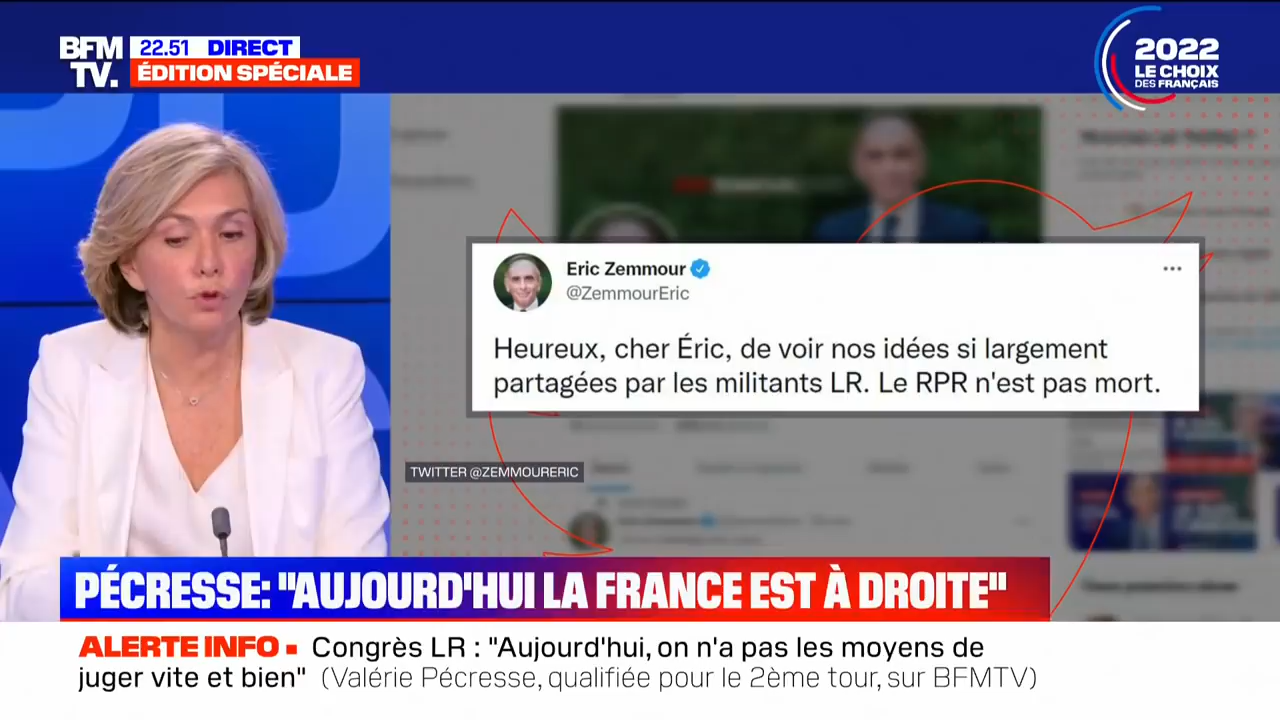 BFM
TV.
22.51 DIRECT
ÉDITION SPÉCIALE
2022
LE CHOIX
DES FRANÇAIS
Eric Zemmour
@ZemmourEric
Heureux, cher Éric, de voir nos idées si largement
partagées par les militants LR. Le RPR n'est pas mort.
TWITTER @ZEMMOURERIC
PÉCRESSE: "AUJOURD'HUI LA FRANCE EST À DROITE"
ALERTE INFO Congrès LR : "Aujourd'hui, on n'a pas les moyens de
juger vite et bien" (Valérie Pécresse, qualifiée pour le 2ème tour, sur BFMTV)